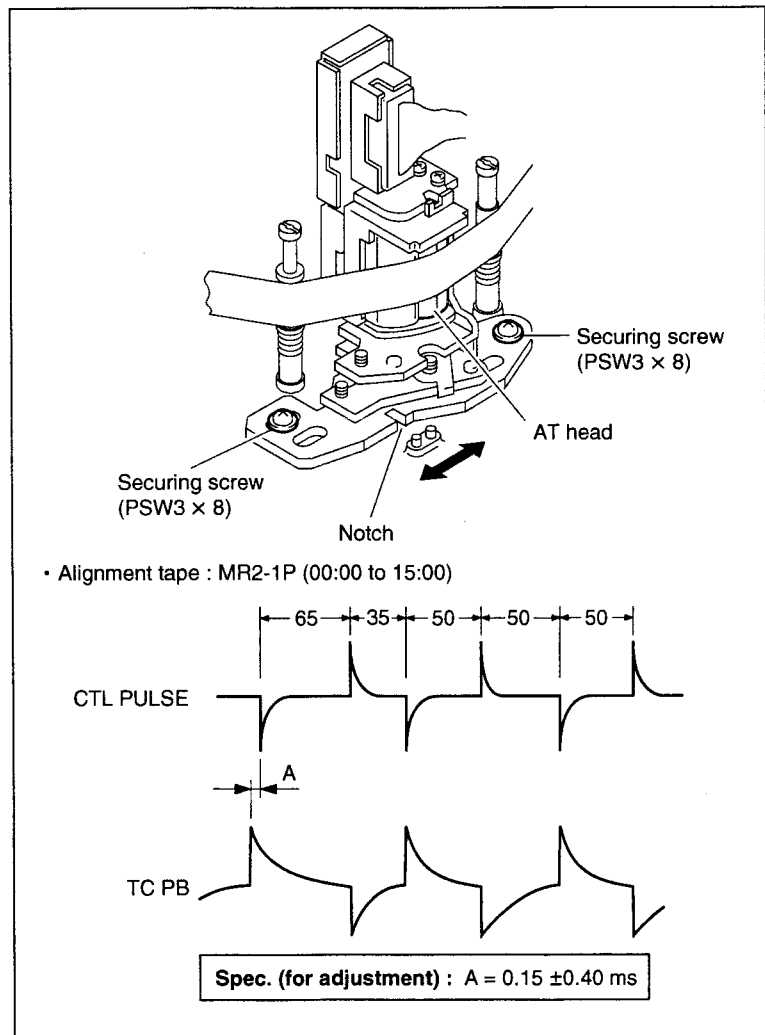 Securing screw
(PSW3 × 8)
AT head
Securing screw
(PSW3 × 8)
Notch
• Alignment tape : MR2-1P (00:00 to 15:00)
65 35 50 50 50
CTL PULSE
A
TC PB
Spec. (for adjustment) : A = 0.15 ±0.40 ms